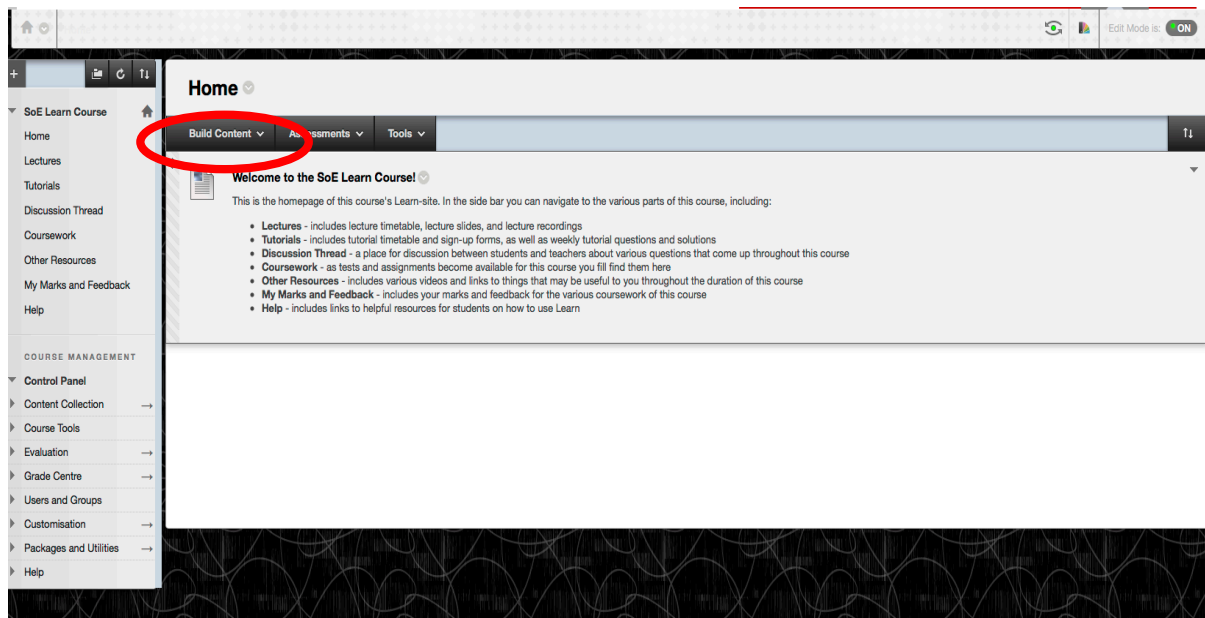 Edit Mode is: ON
Home
SoE Learn Course
Home
Lectures
Tutorials
Discussion Thread
Coursework
Other Resources
My Marks and Feedback
Help
COURSE MANAGEMENT
Control Panel
Content Collection
Course Tools
Evaluation
Grade Centre
Users and Groups
Customisation
Packages and Utilities
Help
Build Content Assessments Tools
Welcome to the SoE Learn Course!
This is the homepage of this course's Learn-site. In the side bar you can navigate to the various parts of this course, including:
Lectures - includes lecture timetable, lecture slides, and lecture recordings
Tutorials - includes tutorial timetable and sign-up forms, as well as weekly tutorial questions and solutions
Discussion Thread - a place for discussion between students and teachers about various questions that come up throughout this course
Coursework - as tests and assignments become available for this course you fill find them here
Other Resources - includes various videos and links to things that may be useful to you throughout the duration of this course
My Marks and Feedback - includes your marks and feedback for the various coursework of this course
Help - includes links to helpful resources for students on how to use Learn